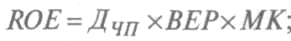 ROE = Д_ЧП × ВЕР × МК;